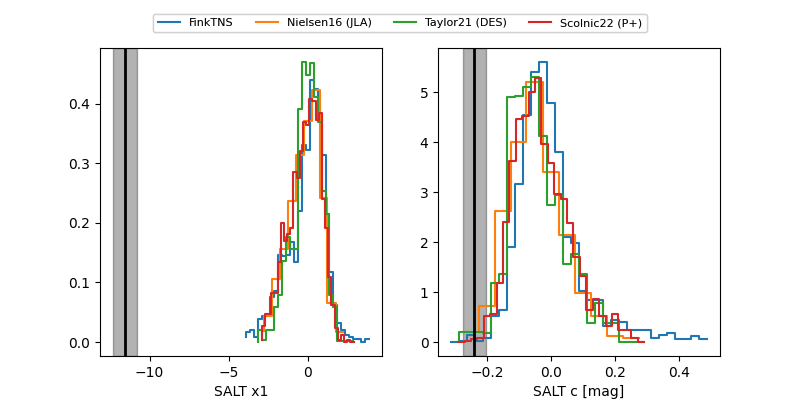 FinkTNS Nielsen16 (JLA) Taylor21 (DES) Scolnic22 (P+)
0.4
0.3
0.2
0.1
0.0
−10 −5 0
SALT x1
5
4
3
2
1
0
−0.2 0.0 0.2 0.4
SALT c [mag]